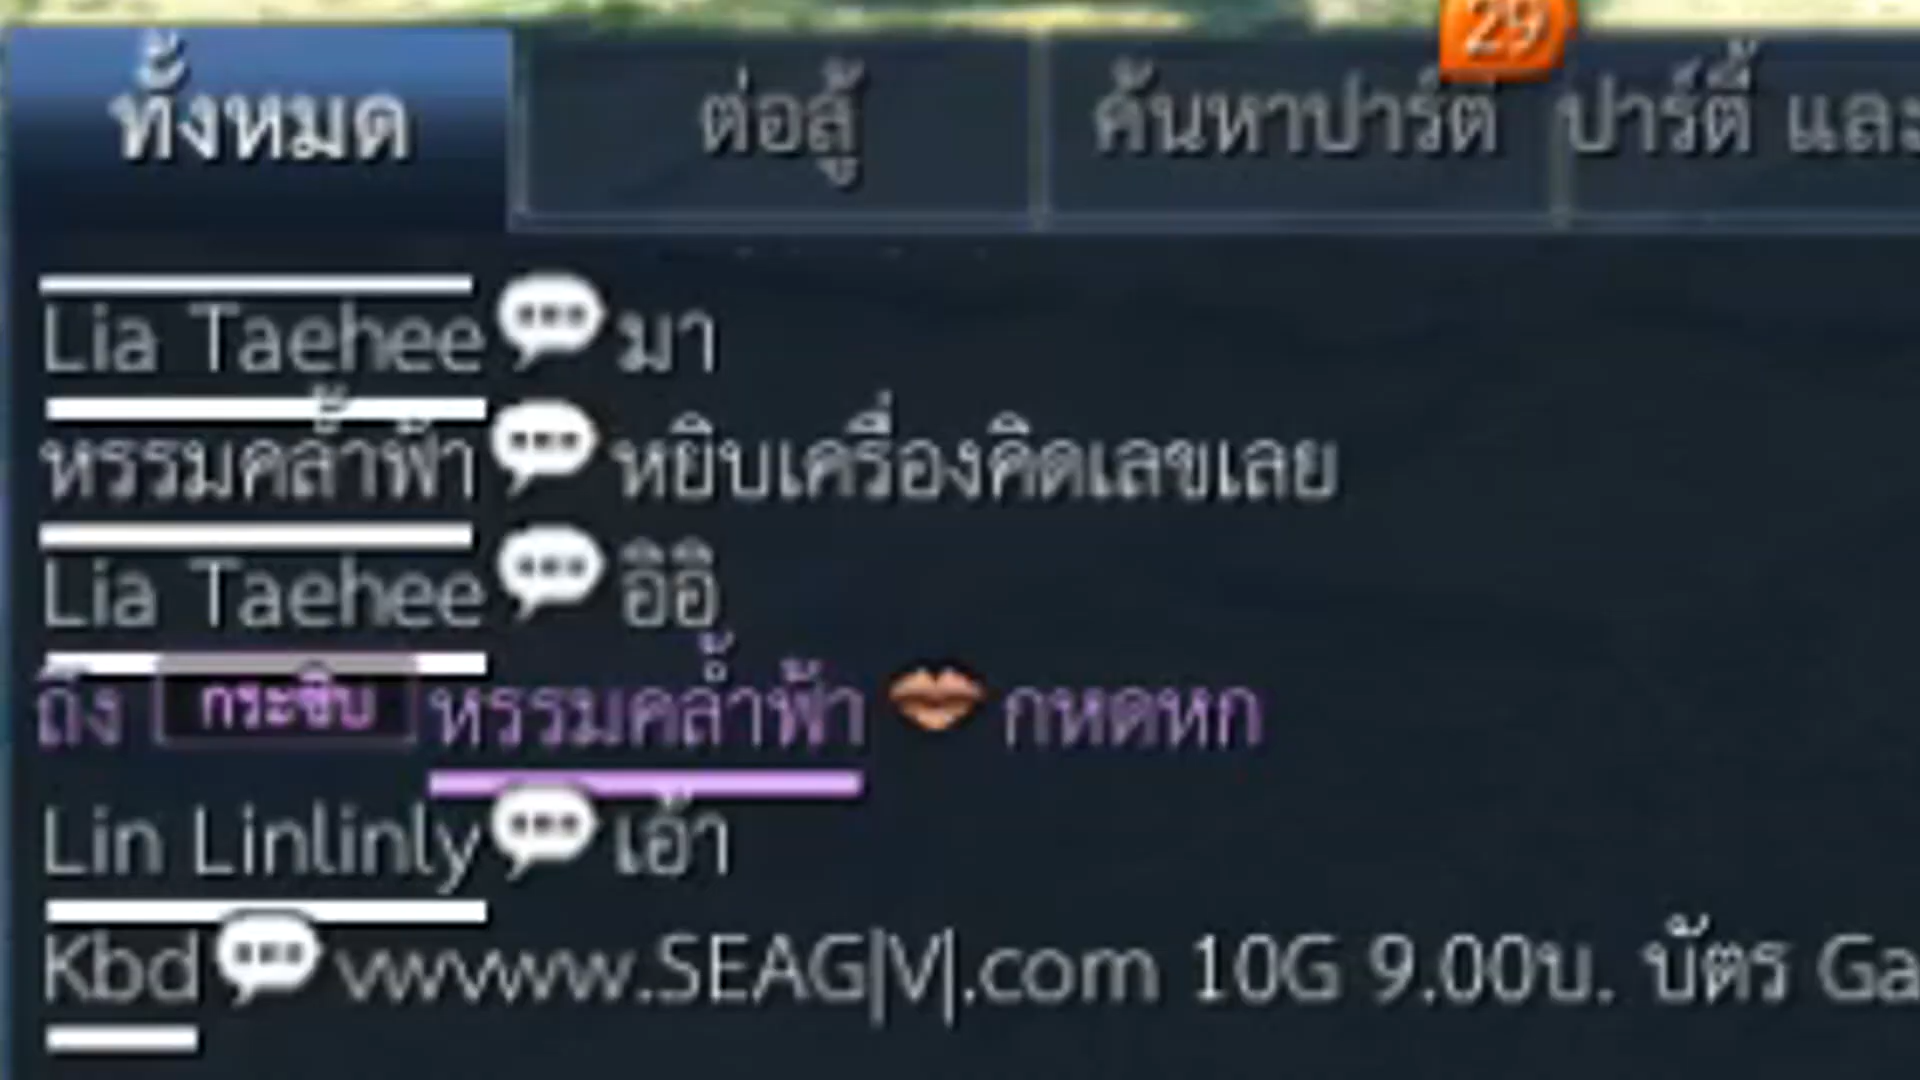 29
ทั้งหมด ต่อสู้ ค้นหาปาร์ตี้ ปาร์ตี้ และ
Lia Taehee มา
หรรมคล้ำฟ้า หยิบเครื่องคิดเลขเลย
Lia Taehee อิอิ
ถึง กระซิบ หรรมคล้ำฟ้า กหดหก
Lin Linlinly เอ้า
Kbd vwvwvw.SEAG|V|.com 10G 9.00บ. บัตร Ga